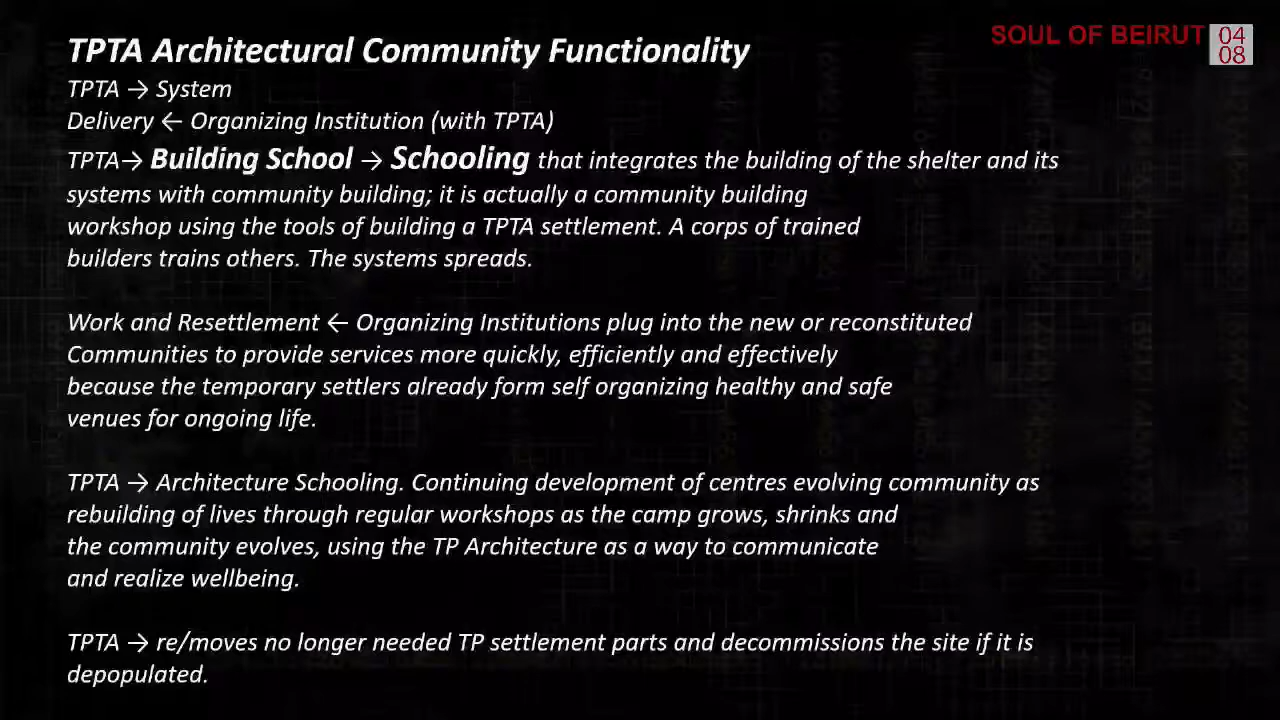 TPTA Architectural Community Functionality
SOUL OF BEIRUT 04
08
TPTA → System
Delivery ← Organizing Institution (with TPTA)
TPTA→ Building School → Schooling that integrates the building of the shelter and its
systems with community building; it is actually a community building
workshop using the tools of building a TPTA settlement. A corps of trained
builders trains others. The systems spreads.
Work and Resettlement ← Organizing Institutions plug into the new or reconstituted
Communities to provide services more quickly, efficiently and effectively
because the temporary settlers already form self organizing healthy and safe
venues for ongoing life.
TPTA → Architecture Schooling. Continuing development of centres evolving community as
rebuilding of lives through regular workshops as the camp grows, shrinks and
the community evolves, using the TP Architecture as a way to communicate
and realize wellbeing.
TPTA → re/moves no longer needed TP settlement parts and decommissions the site if it is
depopulated.